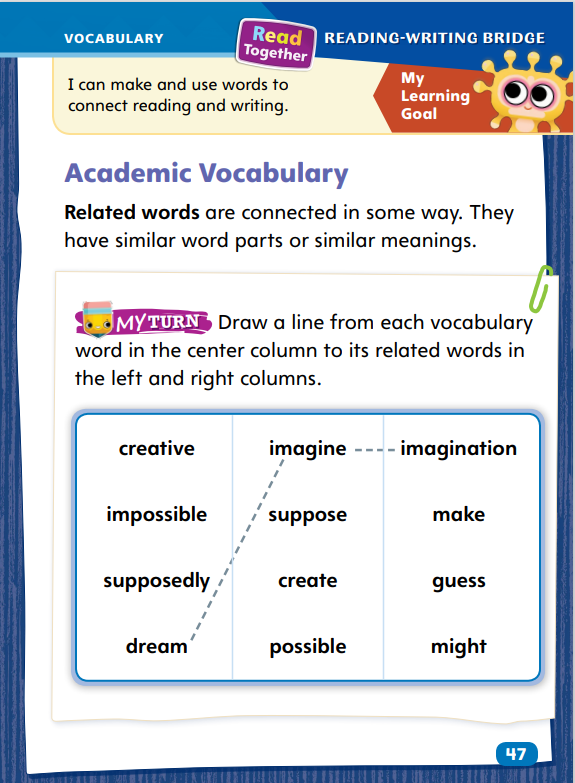 VOCABULARY
Read
Together
READING-WRITING BRIDGE
I can make and use words to
connect reading and writing.
My
Learning
Goal
Academic Vocabulary
Related words are connected in some way. They
have similar word parts or similar meanings.
MY TURN Draw a line from each vocabulary
word in the center column to its related words in
the left and right columns.
creative imagine imagination
impossible suppose make
supposedly create guess
dream possible might
47